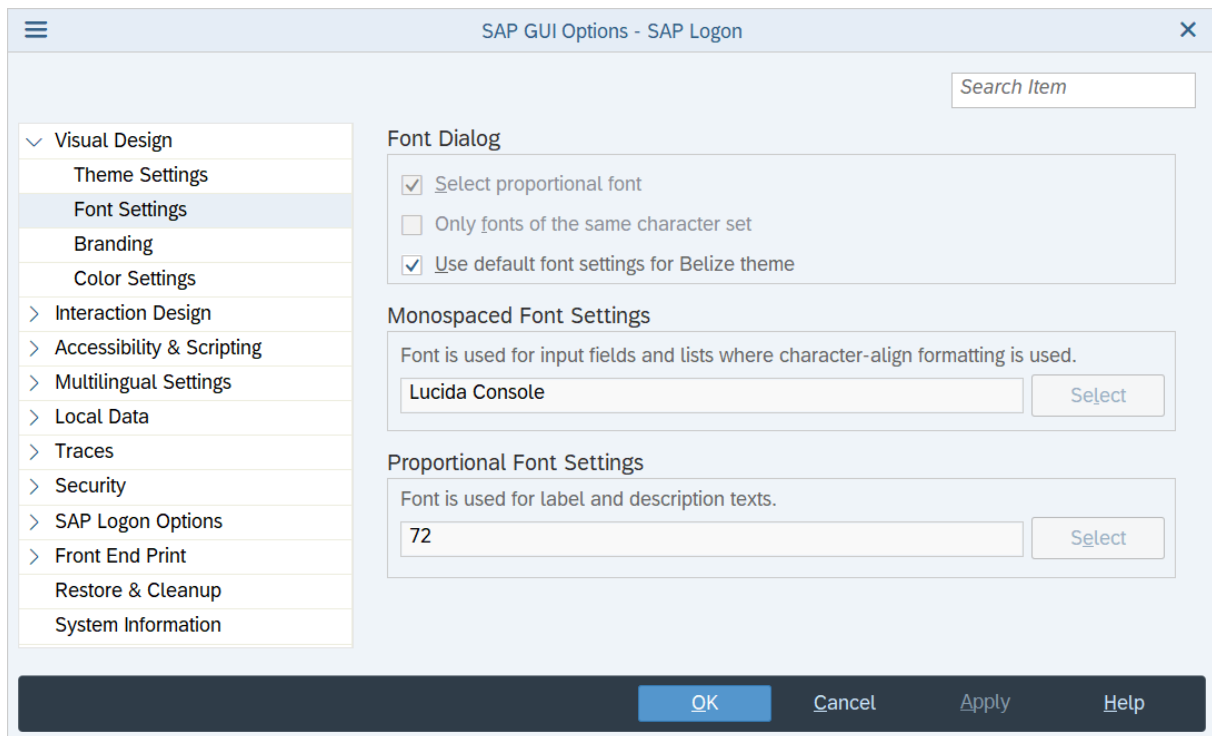 SAP GUI Options - SAP Logon
Search Item
Visual Design
Theme Settings
Font Settings
Branding
Color Settings
Interaction Design
Accessibility & Scripting
Multilingual Settings
Local Data
Traces
Security
SAP Logon Options
Front End Print
Restore & Cleanup
System Information
Font Dialog
Select proportional font
Only fonts of the same character set
Use default font settings for Belize theme
Monospaced Font Settings
Font is used for input fields and lists where character-align formatting is used.
Lucida Console Select
Proportional Font Settings
Font is used for label and description texts.
72 Select
OK Cancel Apply Help